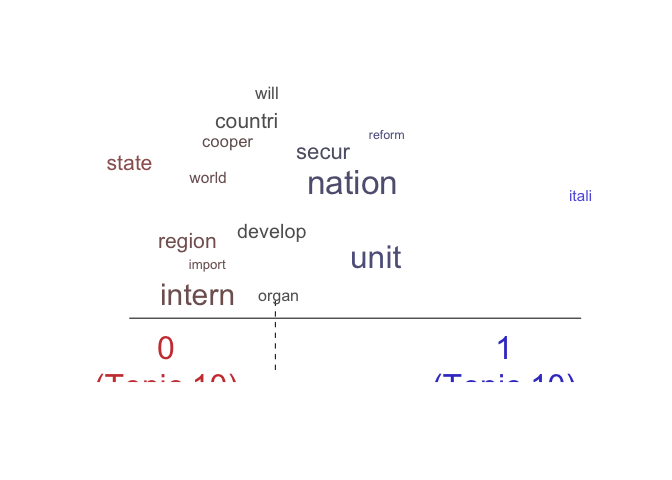 will
countri
reform
cooper
secur
state
world
nation
itali
develop
region
unit
import
intern
organ
0
1
(Topic 10)
(Topic 10)